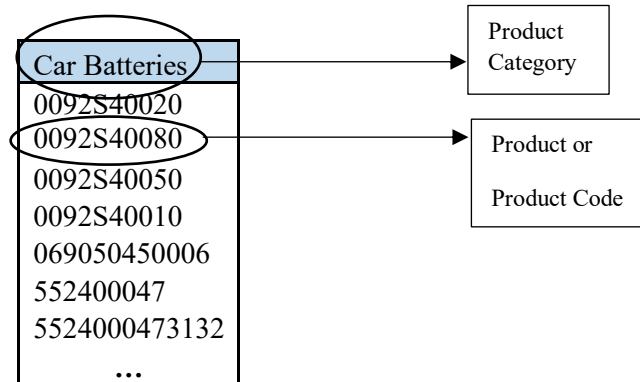 Car Batteries
0092S40020
0092S40080
0092S40050
0092S40010
069050450006
552400047
5524000473132
...
Product
Category
Product or
Product Code